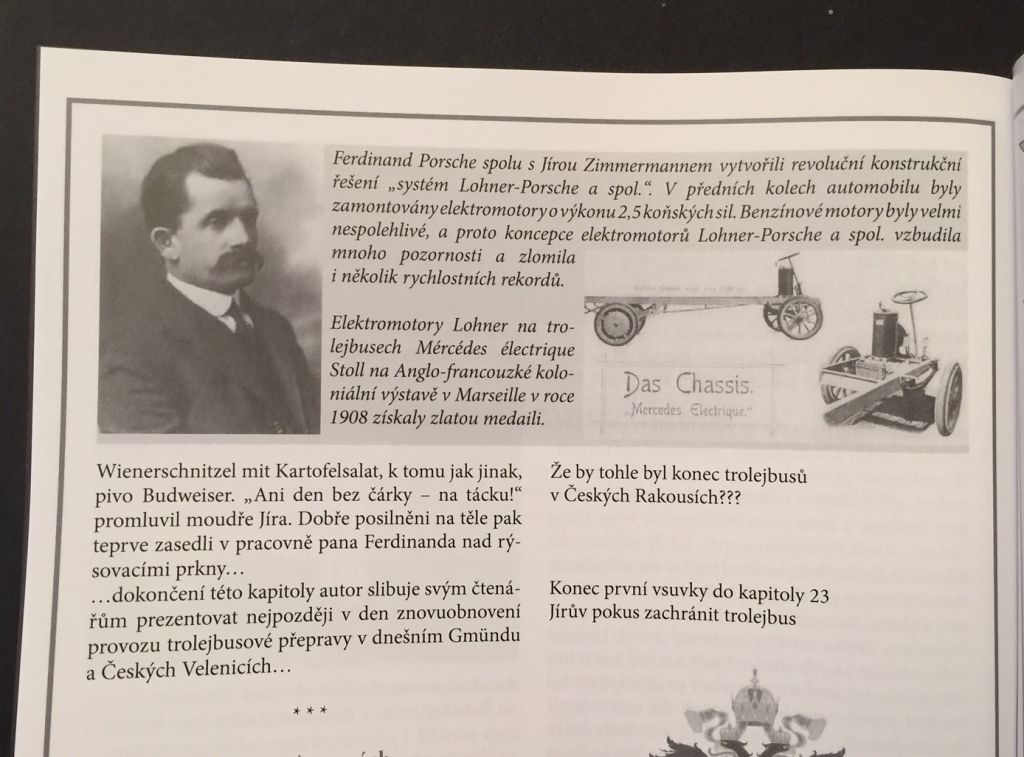 Ferdinand Porsche spolu s Jírou Zimmermannem vytvořili revoluční konstrukční
řešení „systém Lohner-Porsche a spol.“. V předních kolech automobilu byly
zamontovány elektromotory o výkonu 2,5 koňských sil. Benzínové motory byly velmi
nespolehlivé, a proto koncepce elektromotorů Lohner-Porsche a spol. vzbudila
mnoho pozornosti a zlomila
i několik rychlostních rekordů.
Elektromotory Lohner na tro-
lejbusech Mércédes électrique
Stoll na Anglo-francouzké kolo-
niální výstavě v Marseille v roce
1908 získaly zlatou medaili.
Das Chassis.
„Mercedes Electrique.“
Wienerschnitzel mit Kartofelsalat, k tomu jak jinak,
pivo Budweiser. „Ani den bez čárky – na tácku!“
promluvil moudře Jíra. Dobře posilněni na těle pak
teprve zasedli v pracovně pana Ferdinanda nad rý-
sovacími prkny…
…dokončení této kapitoly autor slibuje svým čtená-
řům prezentovat nejpozději v den znovuobnovení
provozu trolejbusové přepravy v dnešním Gmündu
a Českých Velenicích…
* * *
Že by tohle byl konec trolejbusů
v Českých Rakousích???
Konec první vsuvky do kapitoly 23
Jírův pokus zachránit trolejbus